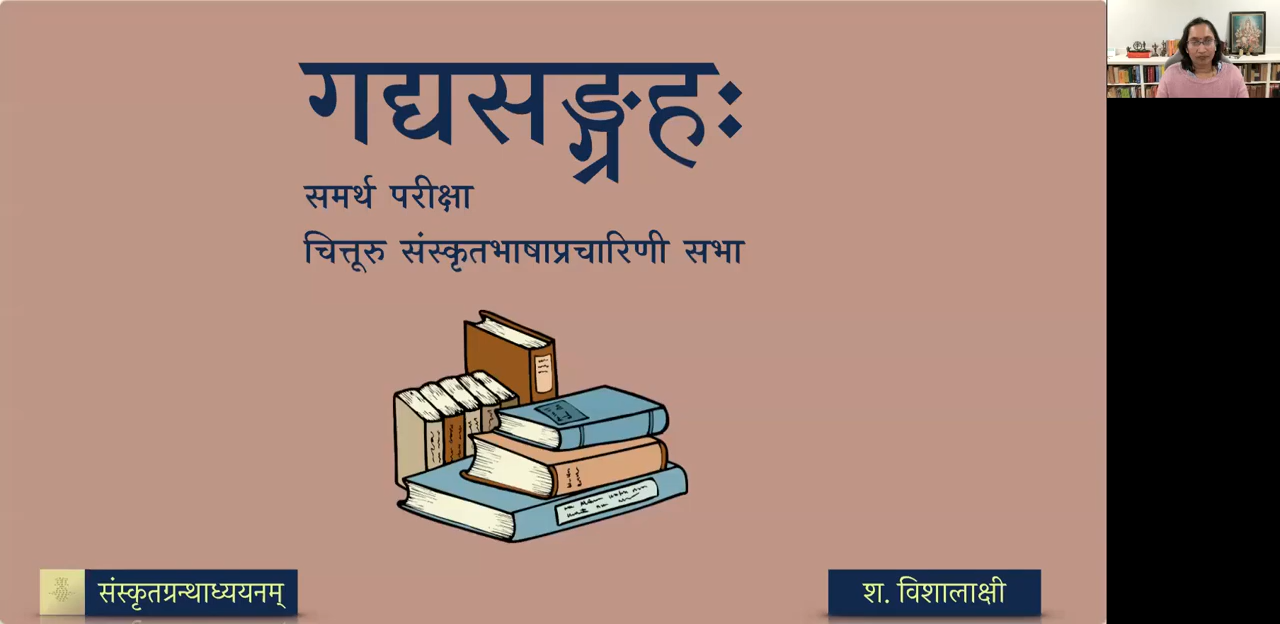 गद्यसङ्ग्रहः
समर्थ परीक्षा
चित्तूरु संस्कृतभाषाप्रचारिणी सभा
संस्कृतग्रन्थाध्ययनम्
श. विशालाक्षी